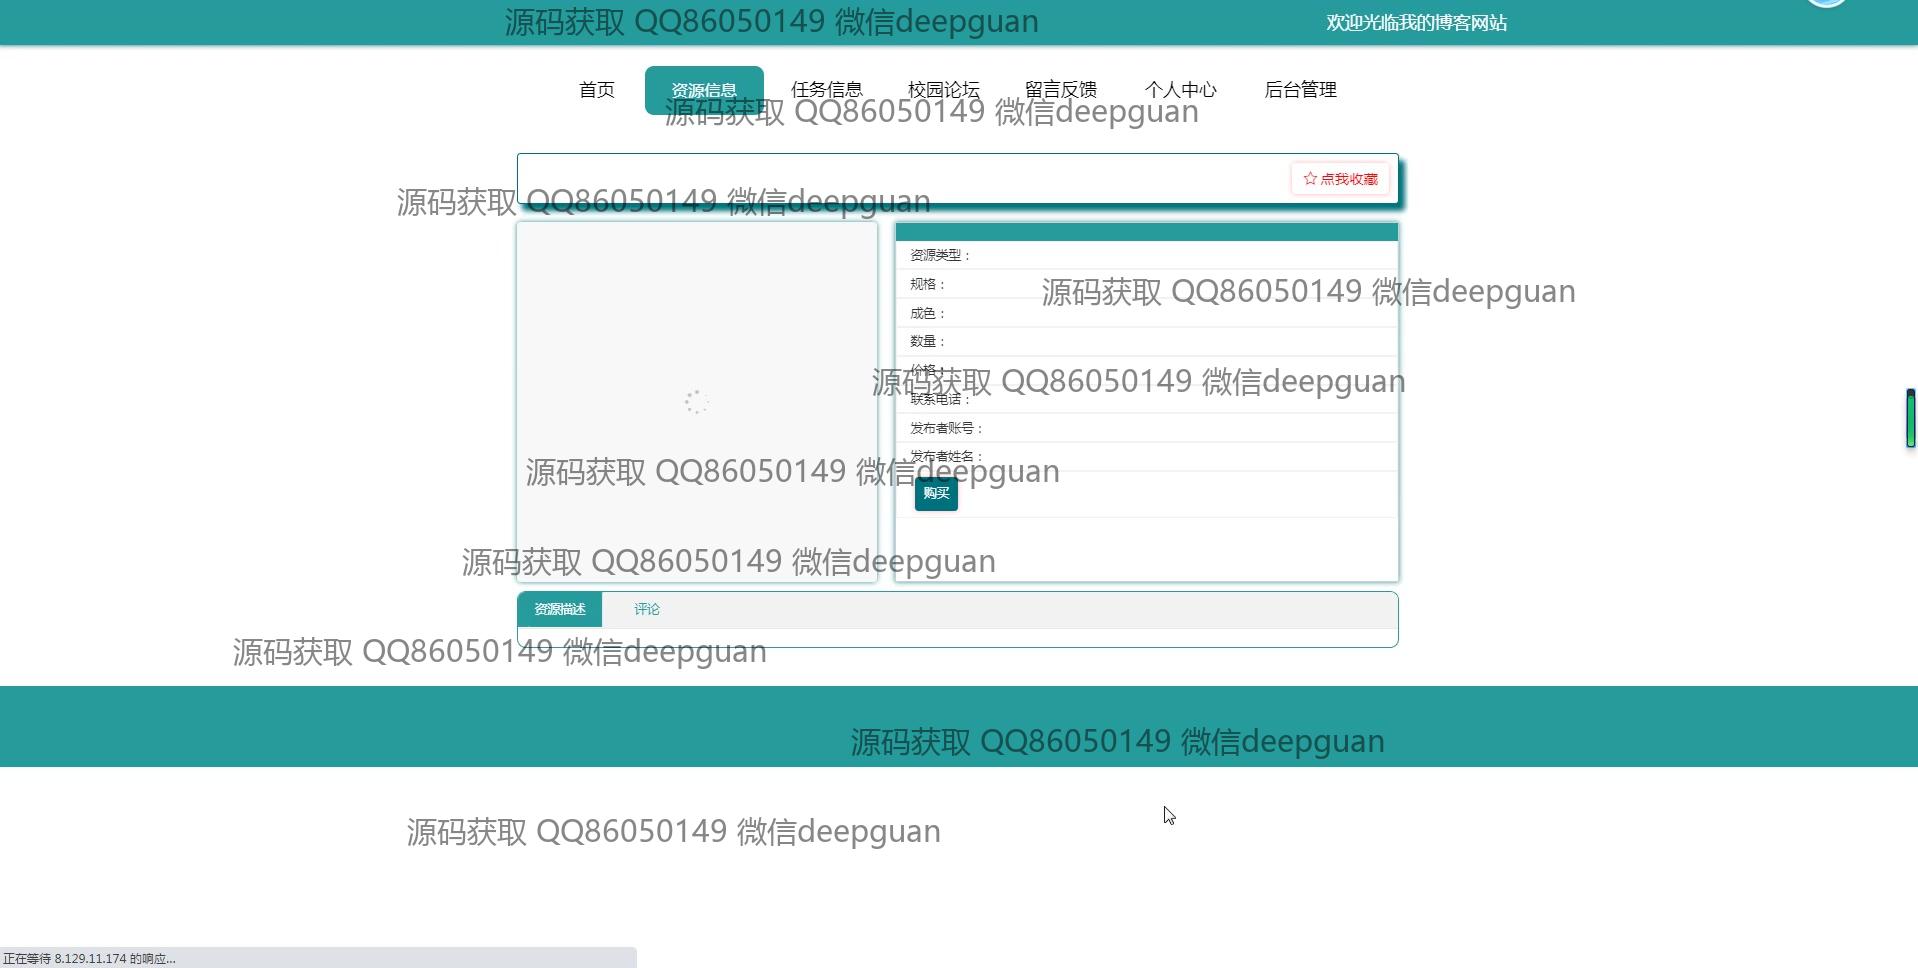 源码获取 QQ86050149 微信deepguan
欢迎光临我的博客网站
首页 资源信息 任务信息 校园论坛 留言反馈 个人中心 后台管理
源码获取 QQ86050149 微信deepguan
点我收藏
源码获取 QQ86050149 微信deepguan
资源类型：
规格：
源码获取 QQ86050149 微信deepguan
成色：
数量：
价格：
源码获取 QQ86050149 微信deepguan
联系电话：
发布者账号：
发布者姓名：
源码获取 QQ86050149 微信deepguan
购买
源码获取 QQ86050149 微信deepguan
资源描述 评论
源码获取 QQ86050149 微信deepguan
源码获取 QQ86050149 微信deepguan
源码获取 QQ86050149 微信deepguan
正在等待 8.129.11.174 的响应...